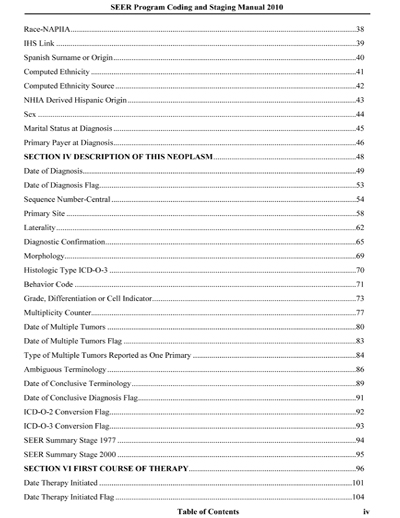 SEER Program Coding and Staging Manual 2010
Race-NAPIIA 38
IHS Link 39
Spanish Surname or Origin 40
Computed Ethnicity 41
Computed Ethnicity Source 42
NHIA Derived Hispanic Origin 43
Sex 44
Marital Status at Diagnosis 45
Primary Payer at Diagnosis 46
SECTION IV DESCRIPTION OF THIS NEOPLASM 48
Date of Diagnosis 49
Date of Diagnosis Flag 53
Sequence Number-Central 54
Primary Site 58
Laterality 62
Diagnostic Confirmation 65
Morphology 69
Histologic Type ICD-O-3 70
Behavior Code 71
Grade, Differentiation or Cell Indicator 73
Multiplicity Counter 77
Date of Multiple Tumors 80
Date of Multiple Tumors Flag 83
Type of Multiple Tumors Reported as One Primary 84
Ambiguous Terminology 86
Date of Conclusive Terminology 89
Date of Conclusive Diagnosis Flag 91
ICD-O-2 Conversion Flag 92
ICD-O-3 Conversion Flag 93
SEER Summary Stage 1977 94
SEER Summary Stage 2000 95
SECTION VI FIRST COURSE OF THERAPY 96
Date Therapy Initiated 101
Date Therapy Initiated Flag 104
Table of Contents iv